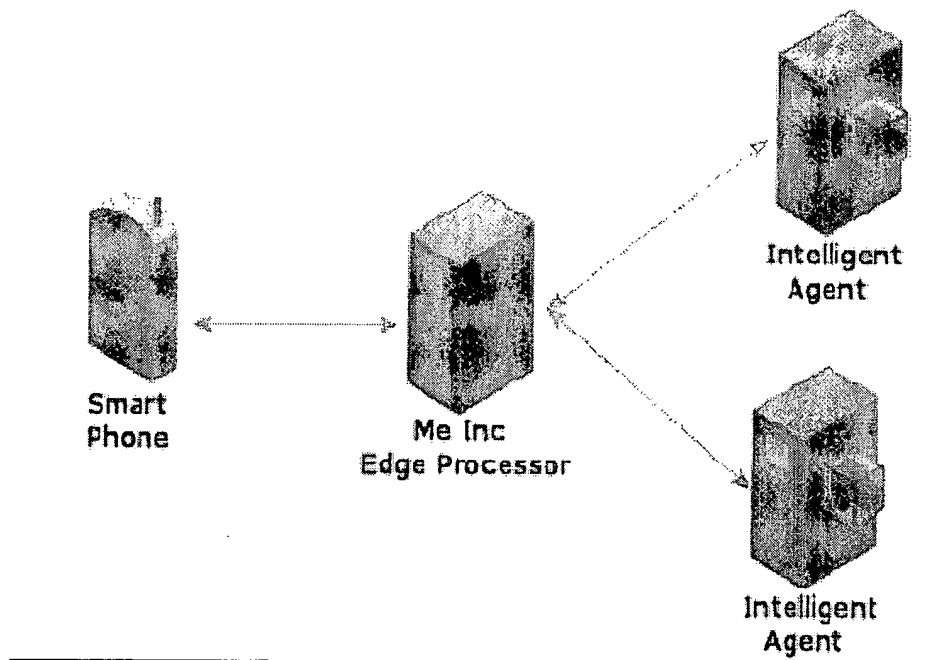 Smart
Phone
Me Inc
Edge Processor
Intelligent
Agent
Intelligent
Agent